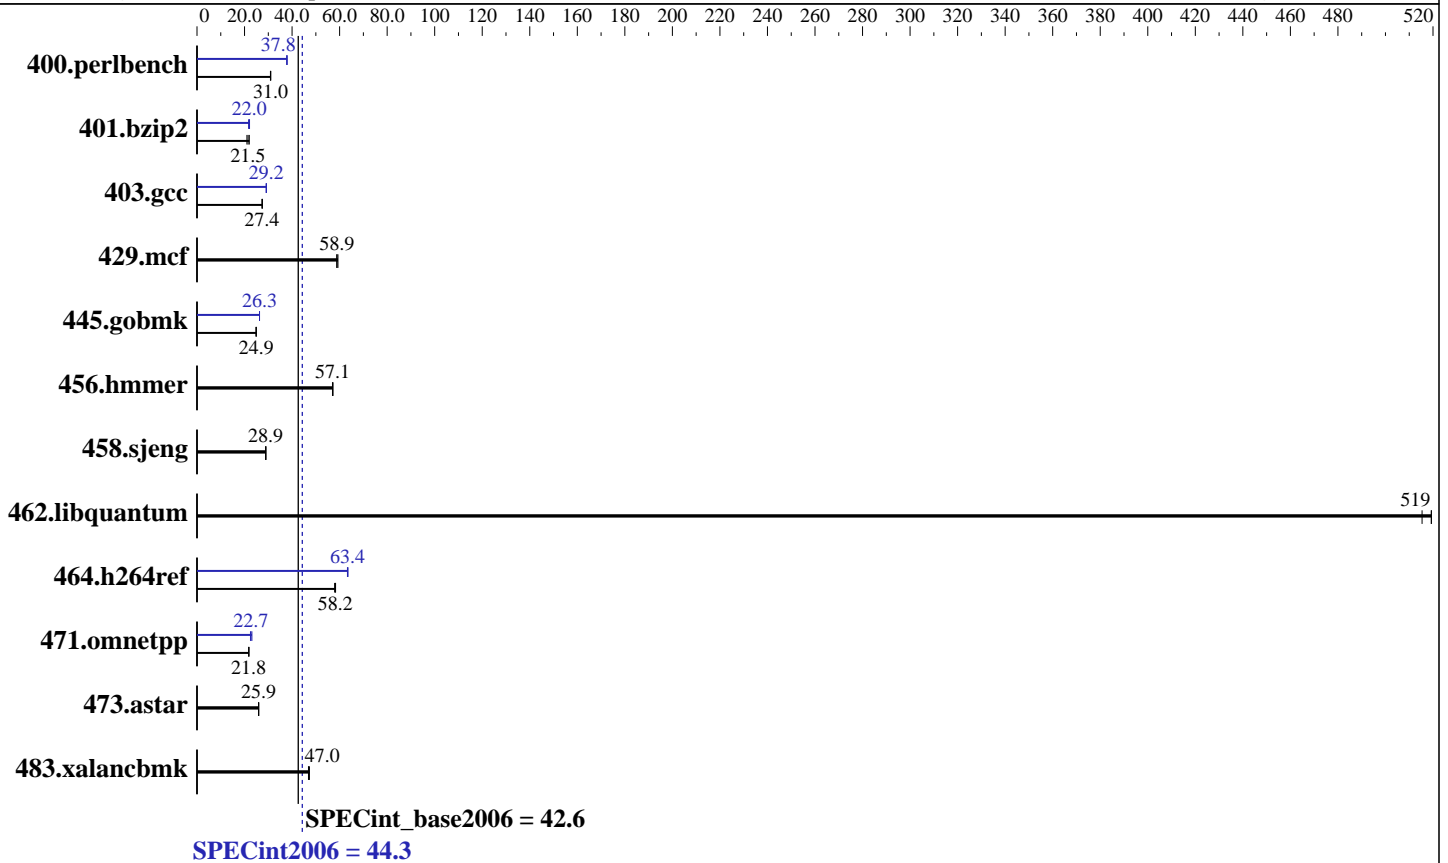 0 20.0 40.0 60.0 80.0 100 120 140 160 180 200 220 240 260 280 300 320 340 360 380 400 420 440 460 480 520
37.8
400.perlbench
31.0
22.0
401.bzip2
21.5
29.2
403.gcc
27.4
58.9
429.mcf
26.3
445.gobmk
24.9
57.1
456.hmmer
28.9
458.sjeng
519
462.libquantum
63.4
464.h264ref
58.2
22.7
471.omnetpp
21.8
25.9
473.astar
47.0
483.xalancbmk
SPECint_base2006 = 42.6
SPECint2006 = 44.3